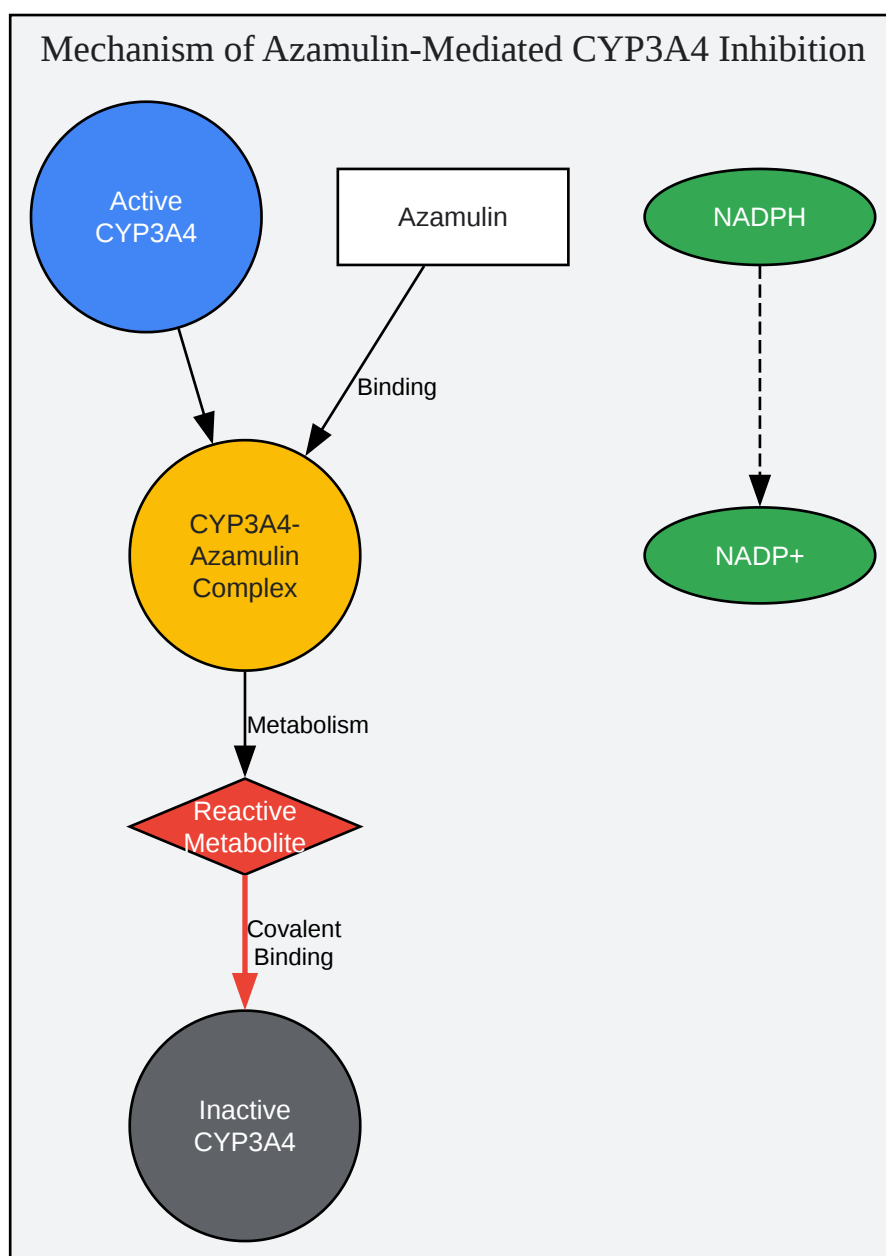 Mechanism of Azamulin-Mediated CYP3A4 Inhibition
Active
CYP3A4
Azamulin
NADPH
Binding
CYP3A4-
Azamulin
Complex
NADP+
Metabolism
Reactive
Metabolite
Covalent
Binding
Inactive
CYP3A4